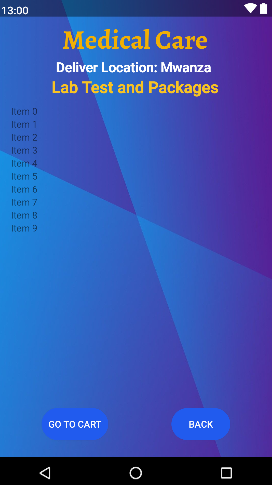 13:00
Medical Care
Deliver Location: Mwanza
Lab Test and Packages
Item 0
Item 1
Item 2
Item 3
Item 4
Item 5
Item 6
Item 7
Item 8
Item 9
GO TO CART
BACK